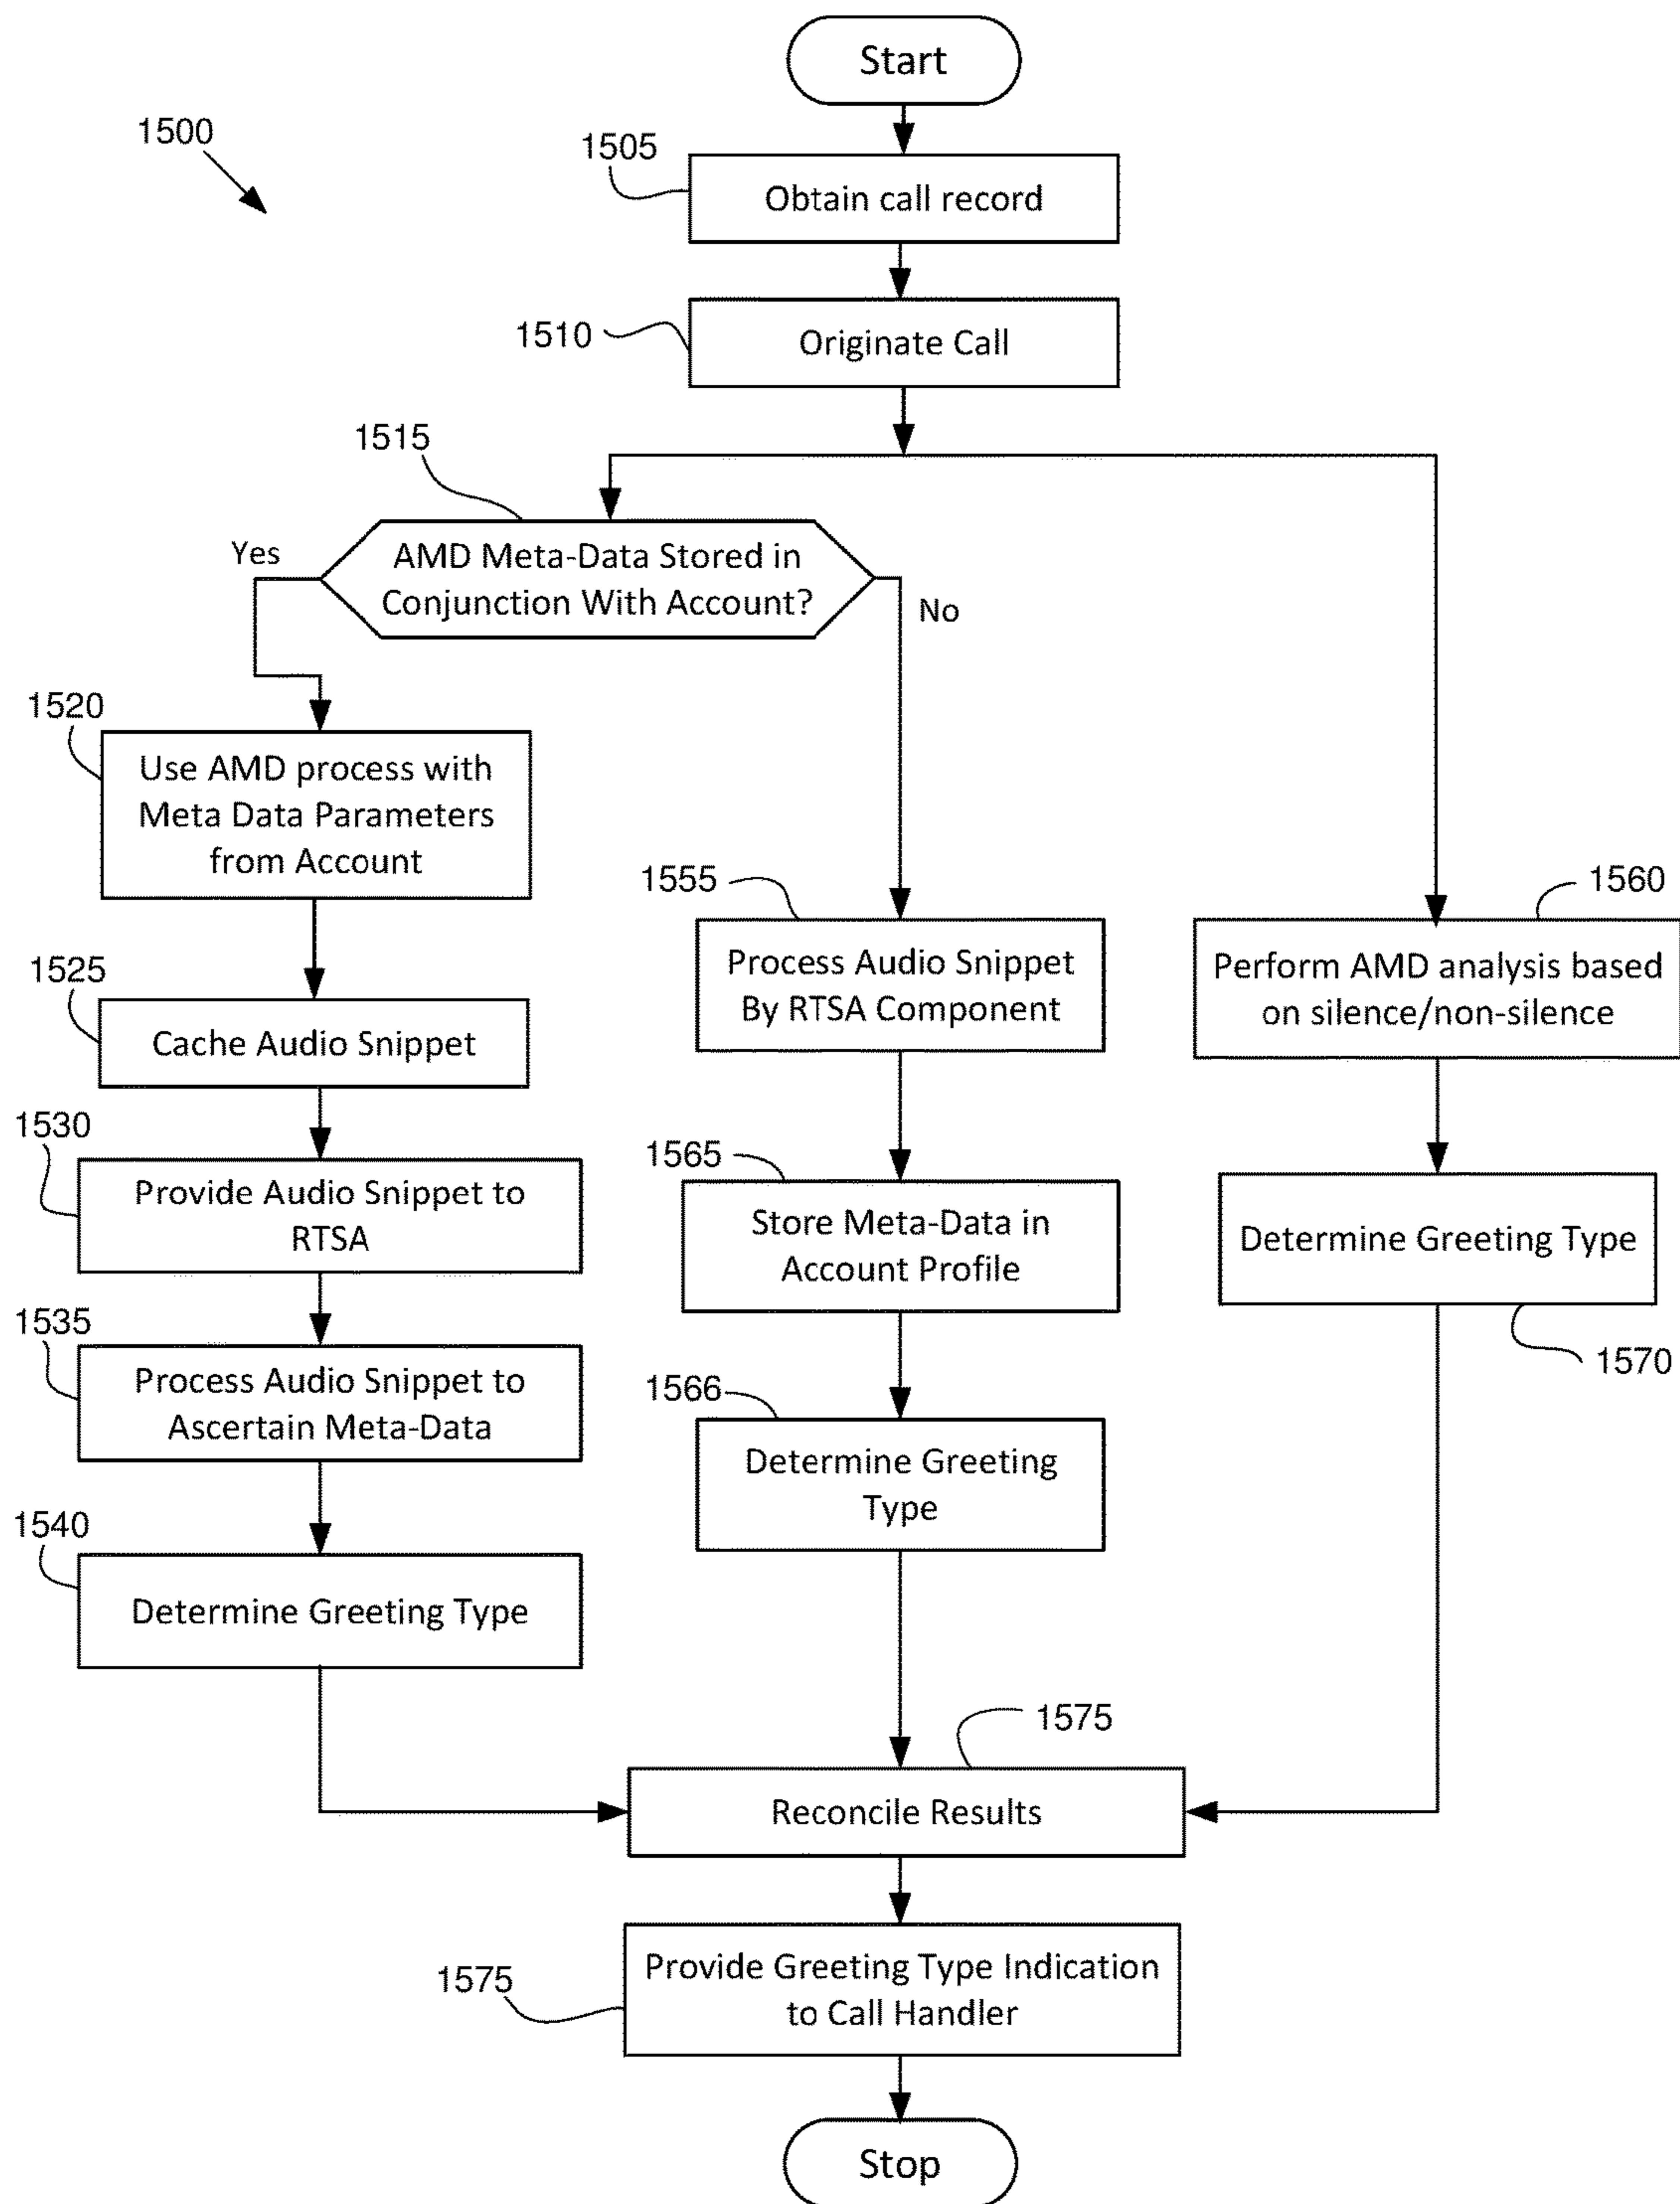 Start
1500
1505
Obtain call record
1510
Originate Call
1515
AMD Meta-Data Stored in
Conjunction With Account?
Yes
No
1520
Use AMD process with
Meta Data Parameters
from Account
1525
Cache Audio Snippet
1530
Provide Audio Snippet to
RTSA
1535
Process Audio Snippet to
Ascertain Meta-Data
1540
Determine Greeting Type
1555
Process Audio Snippet
By RTSA Component
1565
Store Meta-Data in
Account Profile
1566
Determine Greeting
Type
1560
Perform AMD analysis based
on silence/non-silence
Determine Greeting Type
1570
1575
Reconcile Results
1575
Provide Greeting Type Indication
to Call Handler
Stop